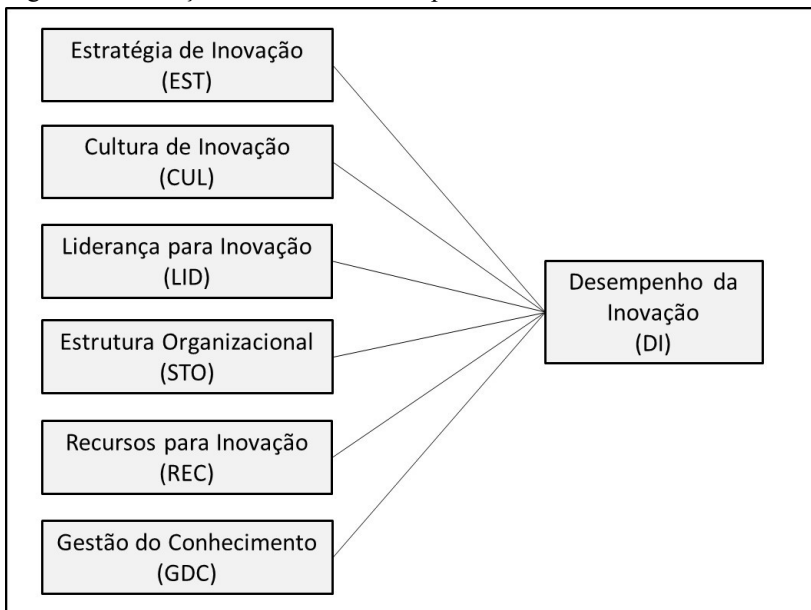 Estratégia de Inovação
(EST)
Cultura de Inovação
(CUL)
Liderança para Inovação
(LID)
Estrutura Organizacional
(STO)
Recursos para Inovação
(REC)
Gestão do Conhecimento
(GDC)
Desempenho da
Inovação
(DI)